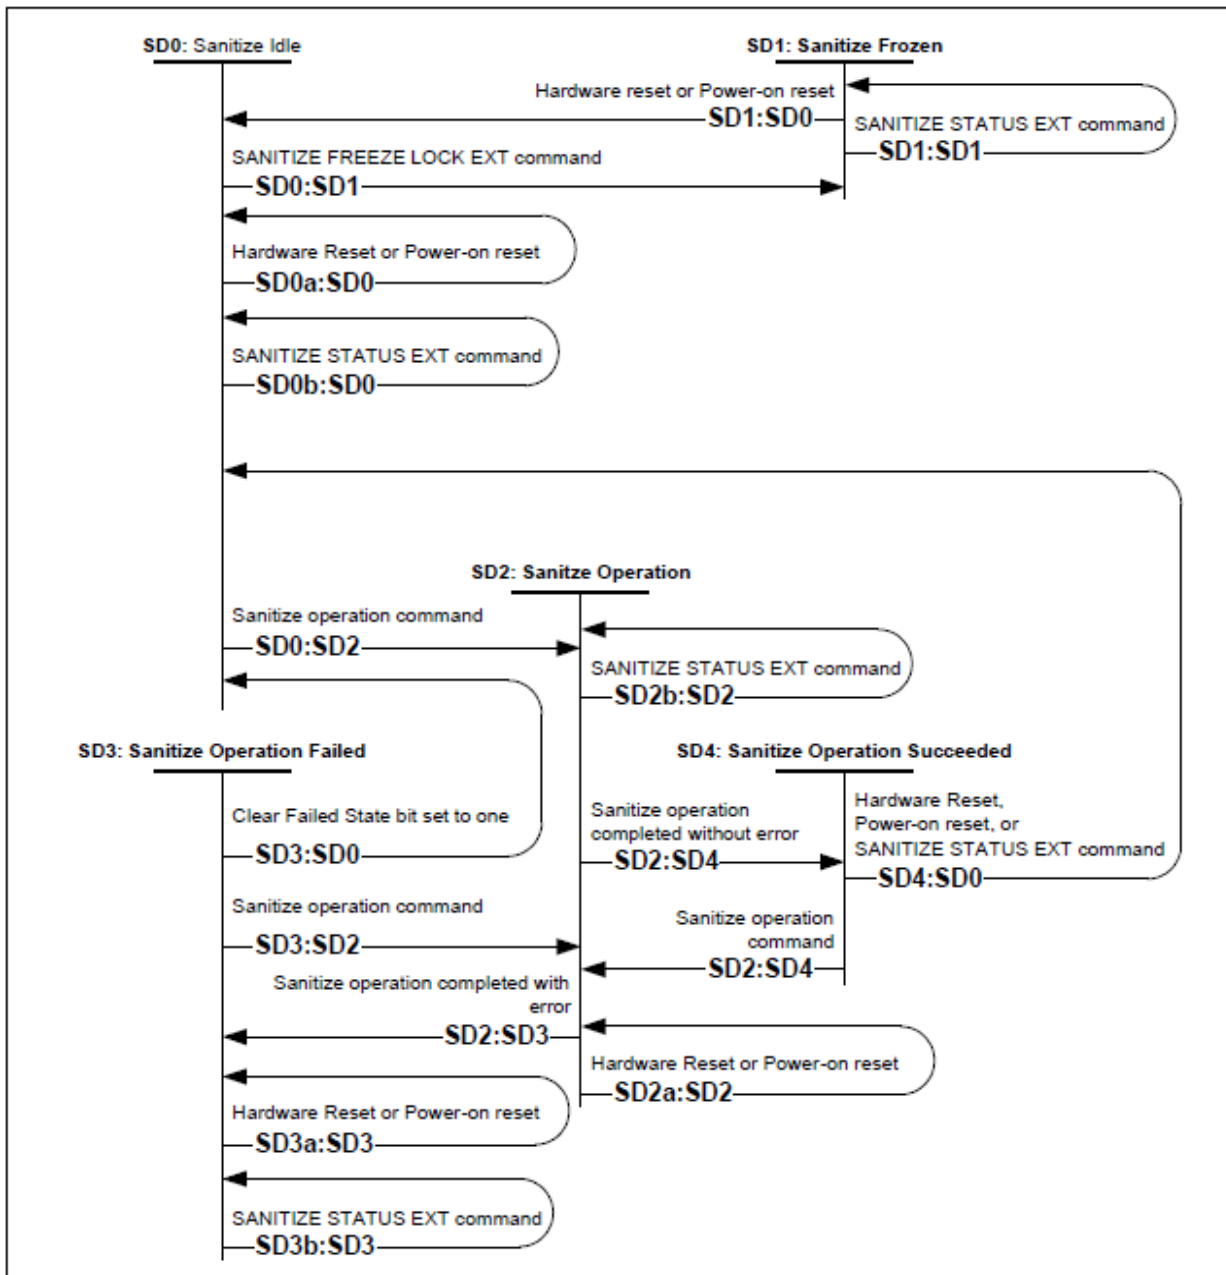 SD0: Sanitize Idle
SD1: Sanitize Frozen
Hardware reset or Power-on reset
SD1:SD0
SANITIZE STATUS EXT command
SD1:SD1
SANITIZE FREEZE LOCK EXT command
SD0:SD1
Hardware Reset or Power-on reset
SD0a:SD0
SANITIZE STATUS EXT command
SD0b:SD0
SD2: Sanitze Operation
Sanitize operation command
SD0:SD2
SANITIZE STATUS EXT command
SD2b:SD2
SD3: Sanitize Operation Failed
SD4: Sanitize Operation Succeeded
Clear Failed State bit set to one
SD3:SD0
Sanitize operation
completed without error
SD2:SD4
Hardware Reset,
Power-on reset, or
SANITIZE STATUS EXT command
SD4:SD0
Sanitize operation command
SD3:SD2
Sanitize operation
command
SD2:SD4
Sanitize operation completed with
error
SD2:SD3
Hardware Reset or Power-on reset
SD2a:SD2
Hardware Reset or Power-on reset
SD3a:SD3
SANITIZE STATUS EXT command
SD3b:SD3